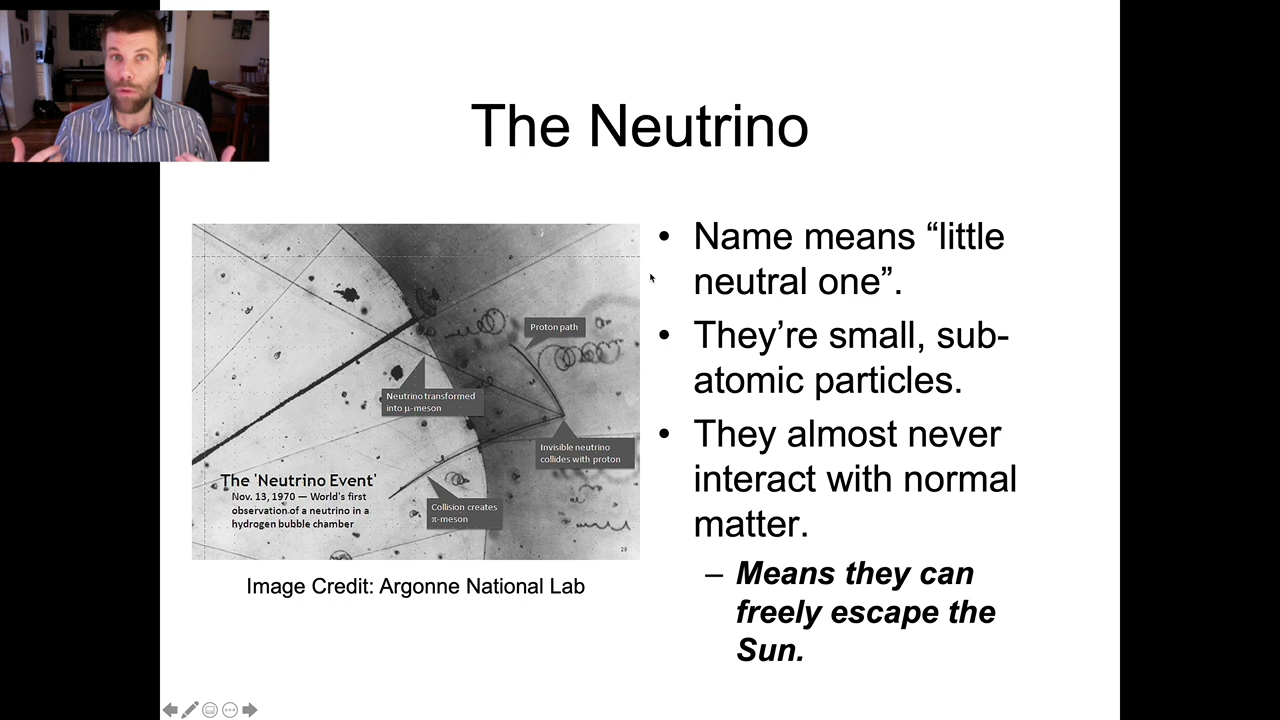 The Neutrino
Proton path
Neutrino transformed
into μ-meson
Invisible neutrino
collides with proton
Collision creates
π-meson
The 'Neutrino Event'
Nov. 13, 1970 — World's first
observation of a neutrino in a
hydrogen bubble chamber
29
Image Credit: Argonne National Lab
• Name means “little
neutral one”.
• They’re small, sub-
atomic particles.
• They almost never
interact with normal
matter.
– Means they can
freely escape the
Sun.